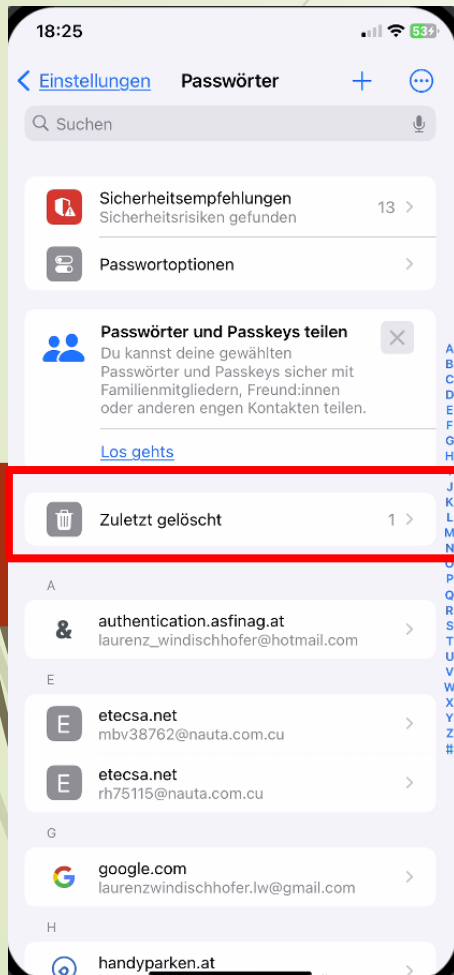 18:25
53
Einstellungen Passwörter
Suchen
Sicherheitsempfehlungen
Sicherheitsrisiken gefunden
13
Passwortoptionen
Passwörter und Passkeys teilen
Du kannst deine gewählten
Passwörter und Passkeys sicher mit
Familienmitgliedern, Freund:innen
oder anderen engen Kontakten teilen.
Los gehts
Zuletzt gelöscht 1
A
authentication.asfinag.at
laurenz_windischhofer@hotmail.com
E
E
etecsa.net
mbv38762@nauta.com.cu
E
etecsa.net
rh75115@nauta.com.cu
G
google.com
laurenzwindischhofer.lw@gmail.com
H
handyparken.at
A
B
C
D
E
F
G
H
J
K
L
M
N
O
P
Q
R
S
T
U
V
W
X
Y
Z
#